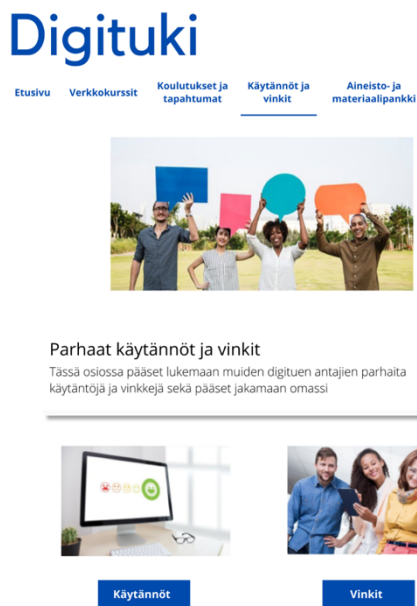 Digituki
Etusivu
Verkkokurssit
Koulutukset ja
tapahtumat
Käytännöt ja
vinkit
Aineisto- ja
materiaalipankki
Parhaat käytännöt ja vinkit
Tässä osiossa pääset lukemaan muiden digituen antajien parhaita
käytäntöjä ja vinkkejä sekä pääset jakamaan omassi
Käytännöt
Vinkit